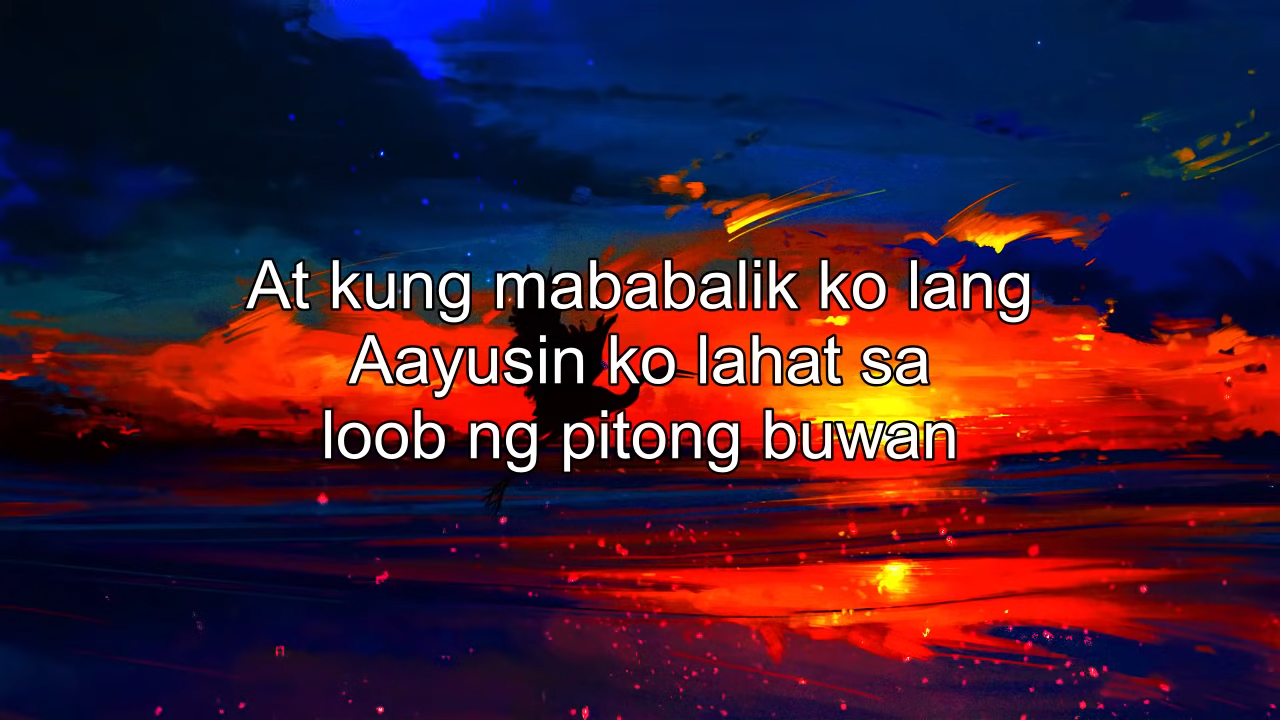 At kung mababalik ko lang
Aayusin ko lahat sa
loob ng pitong buwan